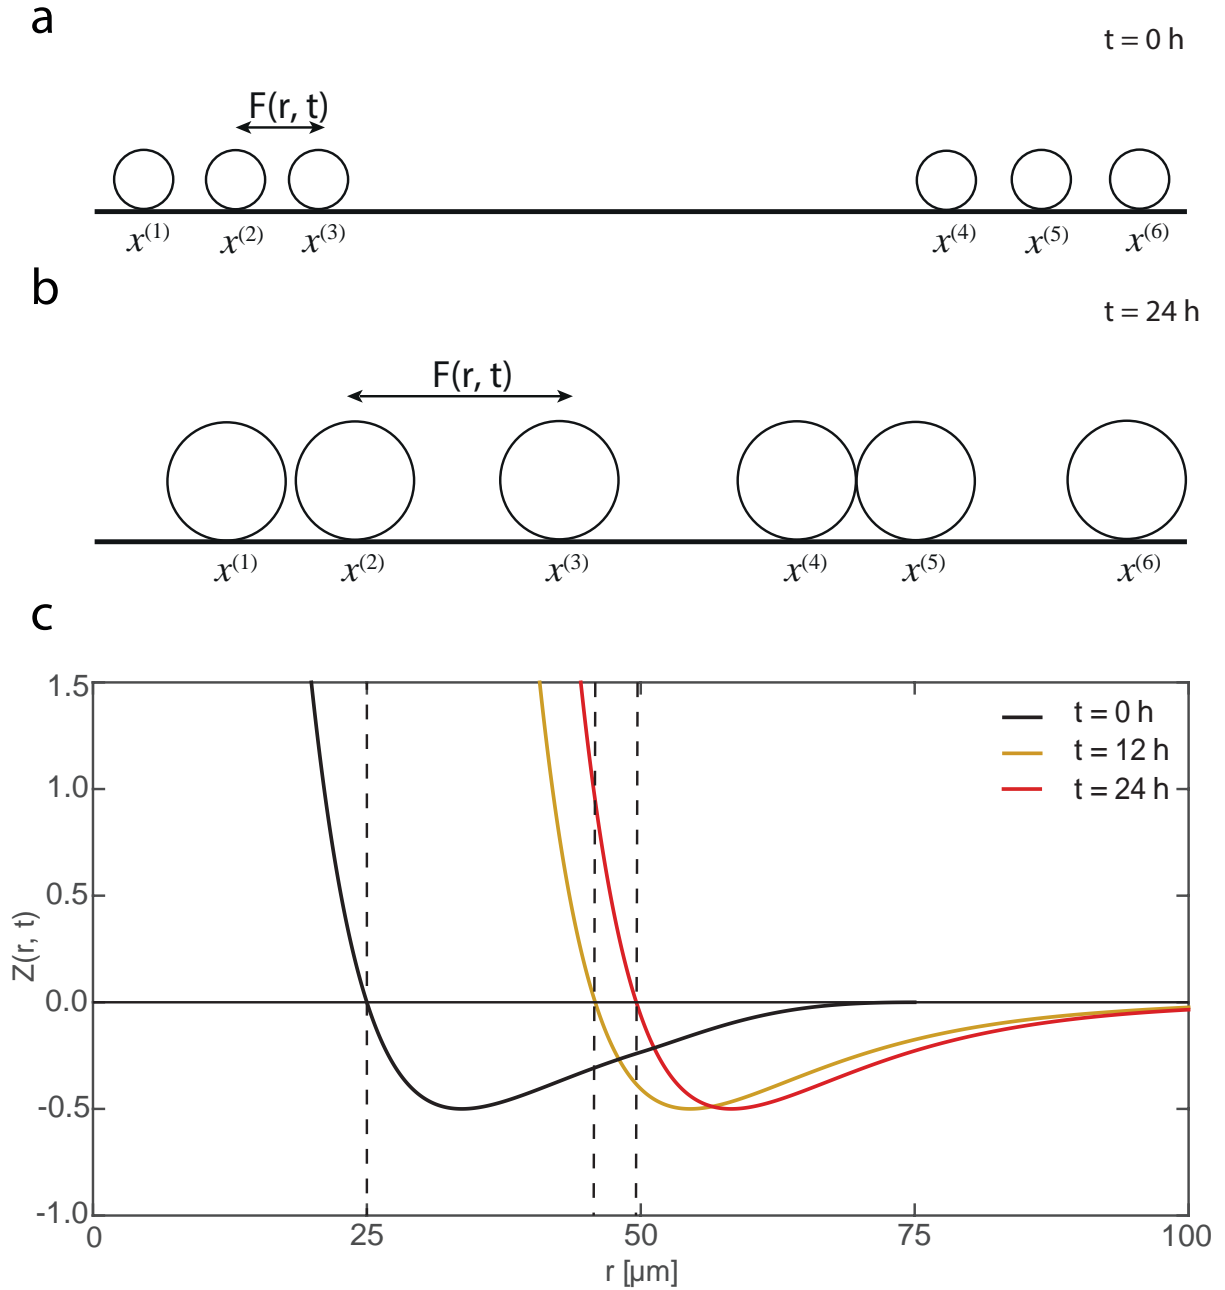 a
t = 0 h
F(r, t)
x(1) x(2) x(3) x(4) x(5) x(6)
b
t = 24 h
F(r, t)
x(1) x(2) x(3) x(4) x(5) x(6)
c
1.5
1.0
0.5
0.0
-0.5
-1.0
Z(r, t)
t = 0 h
t = 12 h
t = 24 h
0 25 50 75 100
r [µm]